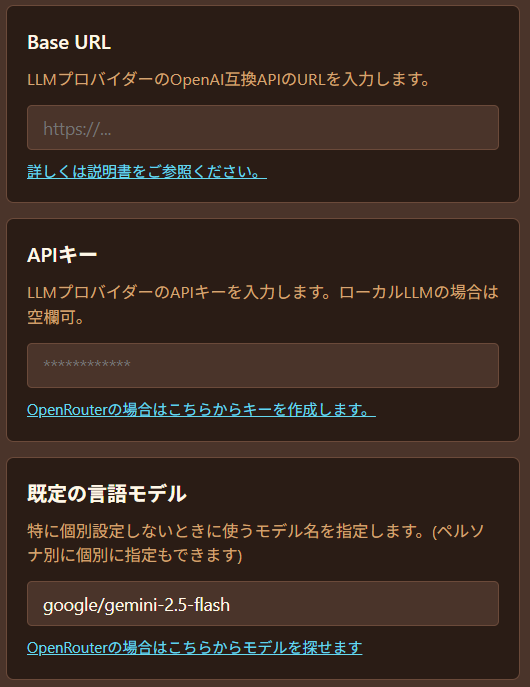 Base URL
LLMプロバイダーのOpenAI互換APIのURLを入力します。
https://...
詳しくは説明書をご参照ください。
APIキー
LLMプロバイダーのAPIキーを入力します。ローカルLLMの場合は
空欄可。
************
OpenRouterの場合はこちらからキーを作成します。
既定の言語モデル
特に個別設定しないときに使うモデル名を指定します。(ペルソ
ナ別に個別に指定もできます)
google/gemini-2.5-flash
OpenRouterの場合はこちらからモデルを探せます